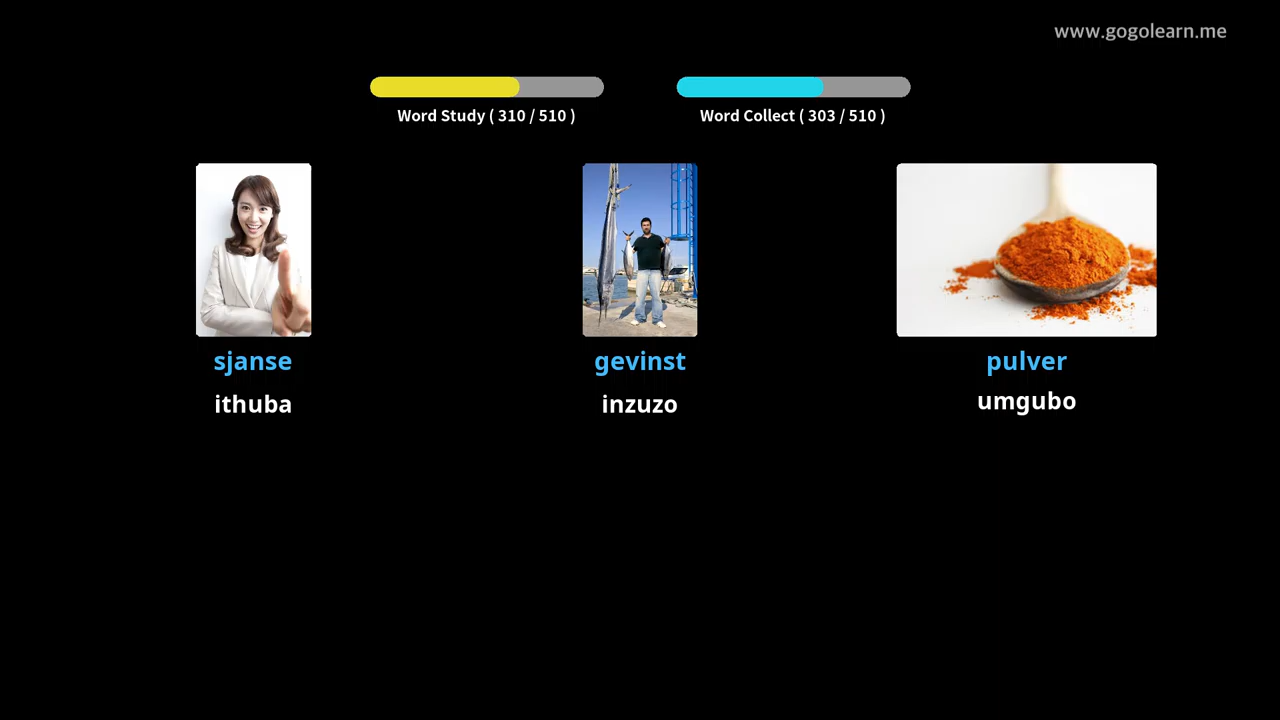 www.gogolearn.me
Word Study ( 310 / 510 )
Word Collect ( 303 / 510 )
sjanse
gevinst
pulver
ithuba
inzuzo
umgubo